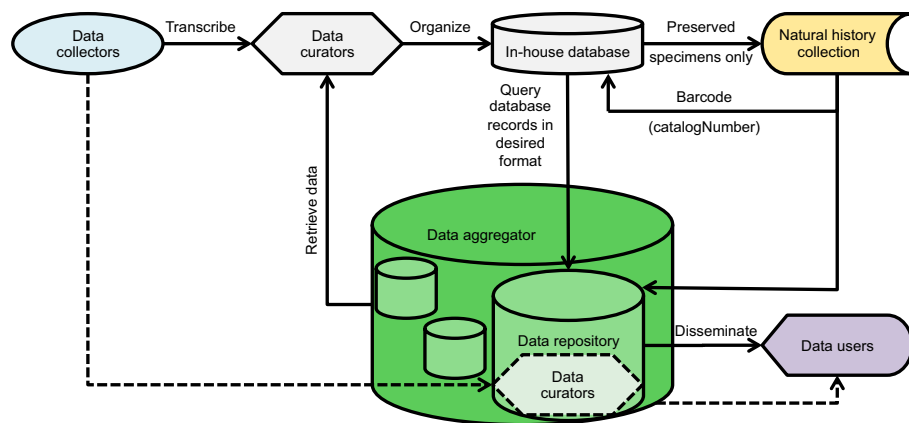 Data
collectors
Transcribe
Data
curators
Organize
In-house database
Preserved
specimens only
Natural history
collection
Barcode
(catalogNumber)
Query
database
records in
desired
format
Retrieve data
Data aggregator
Data repository
Data
curators
Disseminate
Data users